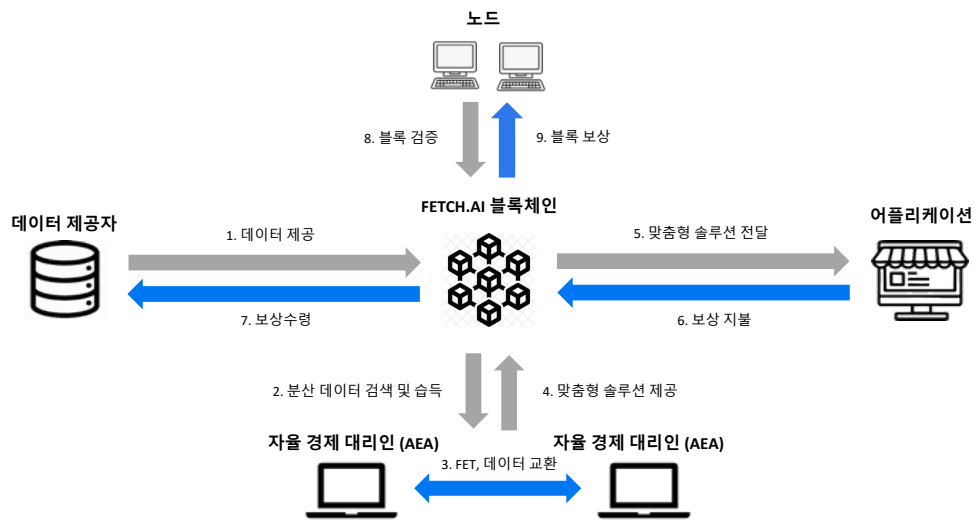 노드
8. 블록 검증
9. 블록 보상
FETCH.AI 블록체인
데이터 제공자
어플리케이션
1. 데이터 제공
5. 맞춤형 솔루션 전달
7. 보상수령
6. 보상 지불
2. 분산 데이터 검색 및 습득
4. 맞춤형 솔루션 제공
자율 경제 대리인 (AEA)
자율 경제 대리인 (AEA)
3. FET, 데이터 교환